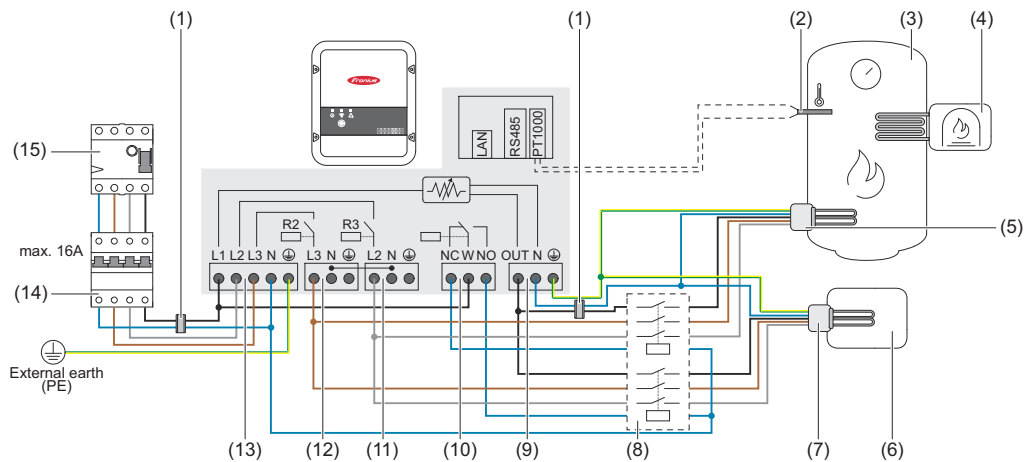 (1)
(1)
(2)
(3)
(4)
Fronius
LAN
RS485
PT1000
(15)
R2
R3
(5)
max. 16A
L1 L2 L3 N
L3 N
L2 N
NC W NO
OUT N
(14)
(1)
External earth
(PE)
(13)
(12)
(11)
(10)
(9)
(8)
(7)
(6)